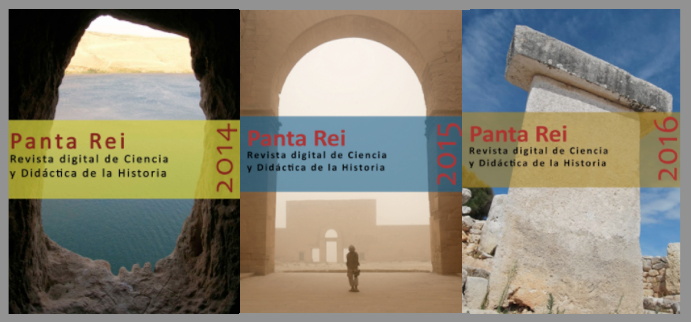 Panta Rei
Revista digital de Ciencia
y Didáctica de la Historia
2014
Panta Rei
Revista digital de Ciencia
y Didáctica de la Historia
2015
Panta Rei
Revista digital de Ciencia
y Didáctica de la Historia
2016